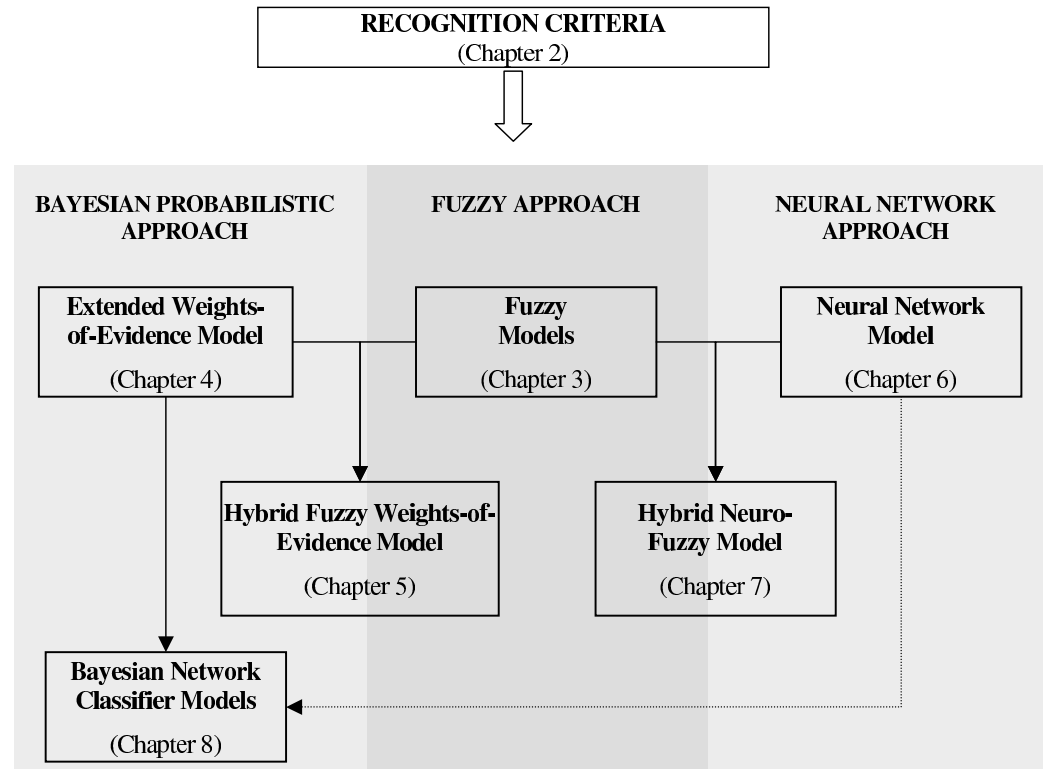 RECOGNITION CRITERIA
(Chapter 2)
BAYESIAN PROBABILISTIC
APPROACH
FUZZY APPROACH
NEURAL NETWORK
APPROACH
Extended Weights-
of-Evidence Model
(Chapter 4)
Fuzzy
Models
(Chapter 3)
Neural Network
Model
(Chapter 6)
Hybrid Fuzzy Weights-of-
Evidence Model
(Chapter 5)
Hybrid Neuro-
Fuzzy Model
(Chapter 7)
Bayesian Network
Classifier Models
(Chapter 8)